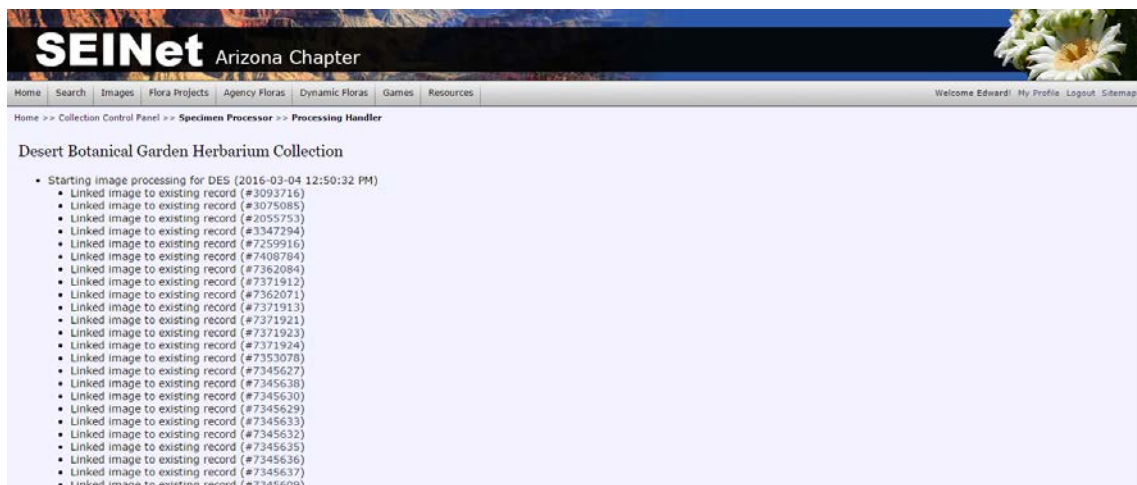 SEINet Arizona Chapter
Home Search Images Flora Projects Agency Floras Dynamic Floras Games Resources Welcome Edward! My Profile Logout Sitemap
Home >> Collection Control Panel >> Specimen Processor >> Processing Handler
Desert Botanical Garden Herbarium Collection
• Starting image processing for DES (2016-03-04 12:50:32 PM)
• Linked image to existing record (#3093716)
• Linked image to existing record (#3075085)
• Linked image to existing record (#2055753)
• Linked image to existing record (#3347294)
• Linked image to existing record (#7259916)
• Linked image to existing record (#7408784)
• Linked image to existing record (#7362084)
• Linked image to existing record (#7371912)
• Linked image to existing record (#7362071)
• Linked image to existing record (#7371913)
• Linked image to existing record (#7371921)
• Linked image to existing record (#7371923)
• Linked image to existing record (#7371924)
• Linked image to existing record (#7353078)
• Linked image to existing record (#7345627)
• Linked image to existing record (#7345638)
• Linked image to existing record (#7345630)
• Linked image to existing record (#7345629)
• Linked image to existing record (#7345633)
• Linked image to existing record (#7345632)
• Linked image to existing record (#7345635)
• Linked image to existing record (#7345636)
• Linked image to existing record (#7345637)
• Linked image to existing record (#7345609)